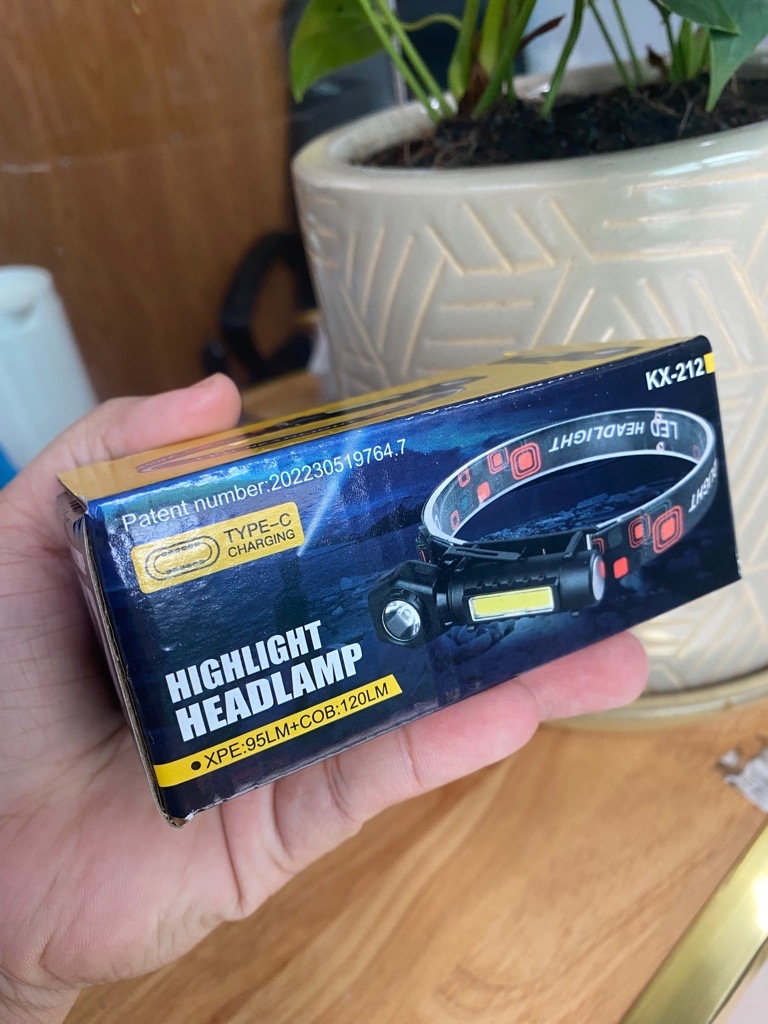 KX-212
Patent number:202230519764.7
TYPE-C
CHARGING
LED HEADLIGHT
HIGHLIGHT
HEADLAMP
●XPE:95LM+COB:120LM